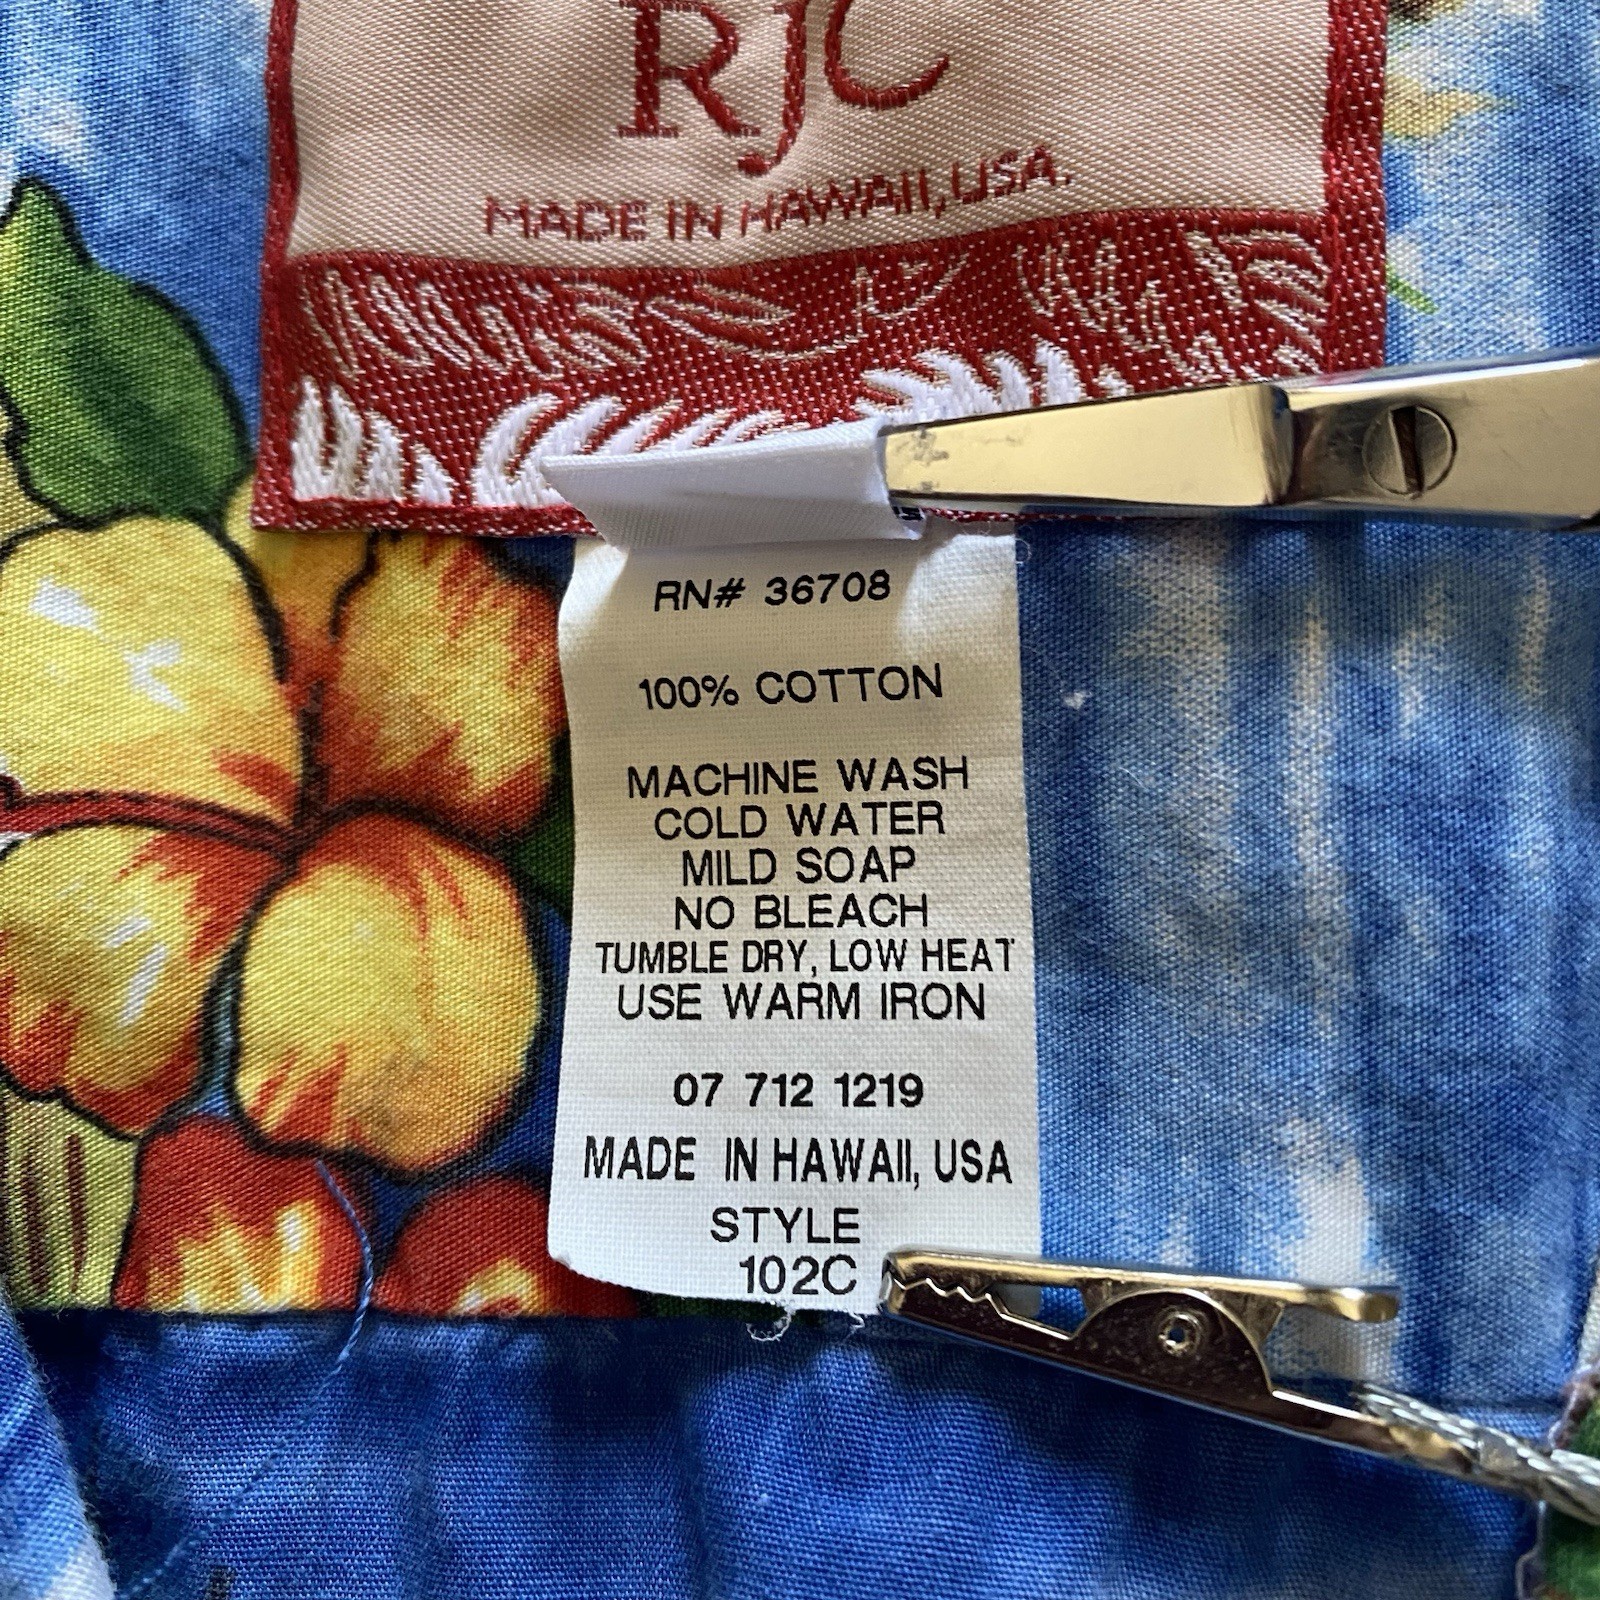 RJC
MADE IN HAWAII, USA.
RN# 36708
100% COTTON
MACHINE WASH
COLD WATER
MILD SOAP
NO BLEACH
TUMBLE DRY, LOW HEAT
USE WARM IRON
07 712 1219
MADE IN HAWAII, USA
STYLE
102C